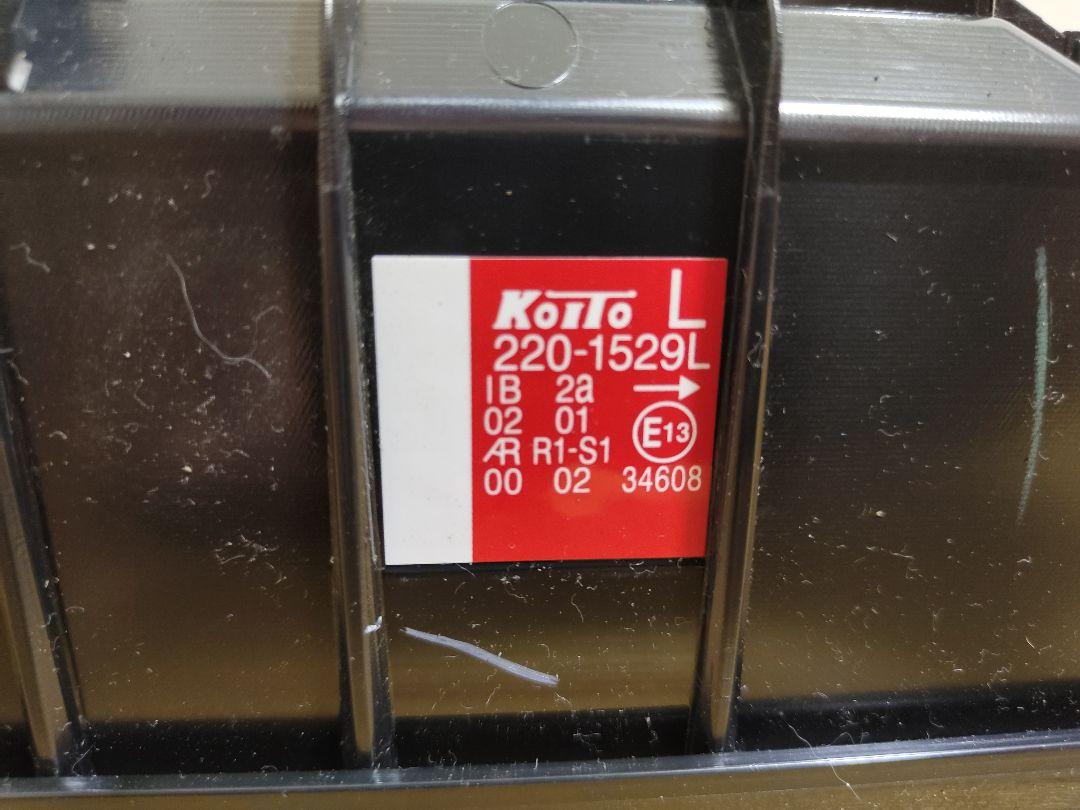 KOITO L
220-1529L
IB 2a →
02 01 E13
AR R1-S1
00 02 34608